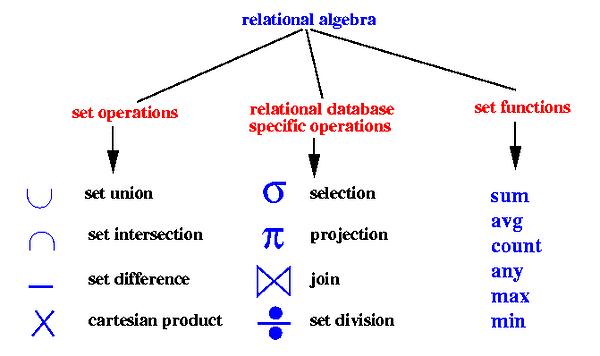 relational algebra
set operations
relational database
specific operations
set functions
∪ set union
∩ set intersection
− set difference
× cartesian product
σ selection
π projection
⋈ join
÷ set division
sum
avg
count
any
max
min